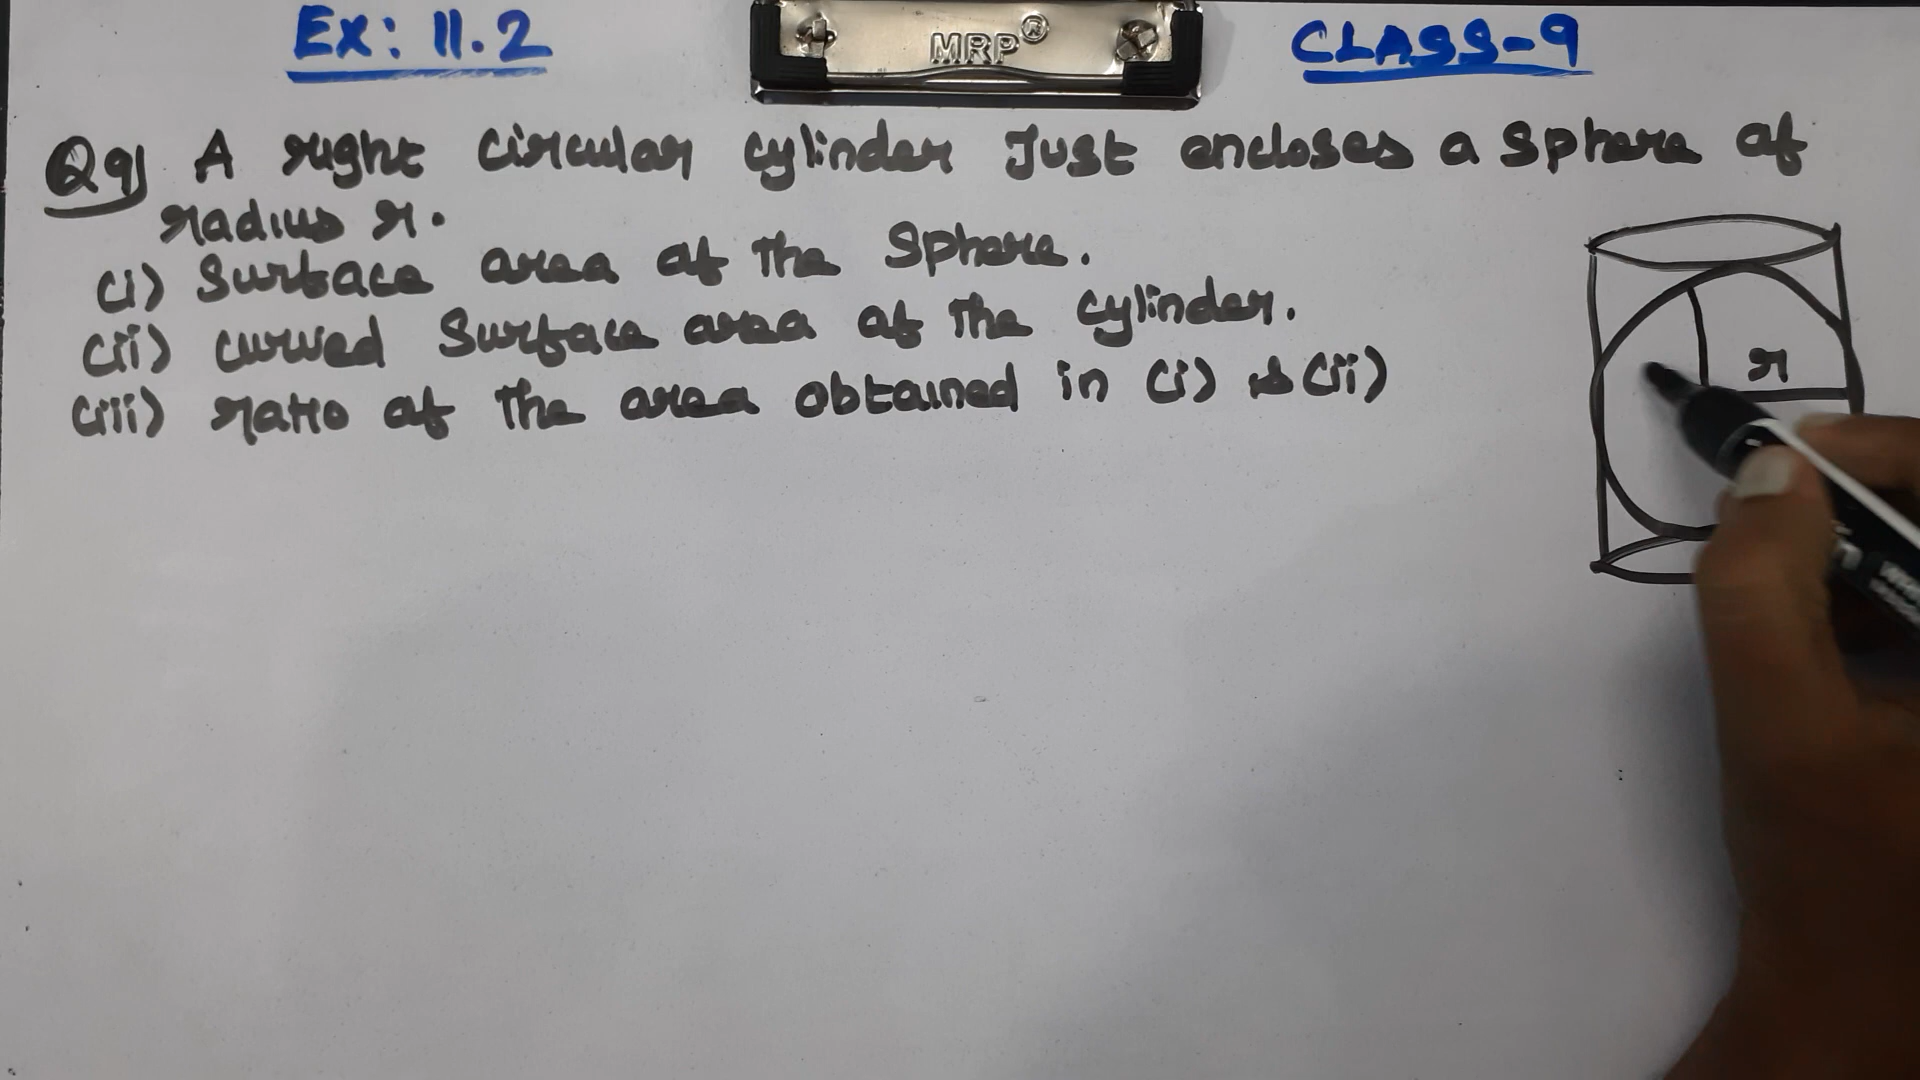 Ex: 11.2
MRP®
CLASS-9
Q9) A right circular cylinder Just encloses a sphere of
radius r.
(i) Surface area of the Sphere.
(ii) curved Surface area of the cylinder.
(iii) ratio of the area obtained in (i) & (ii)
r